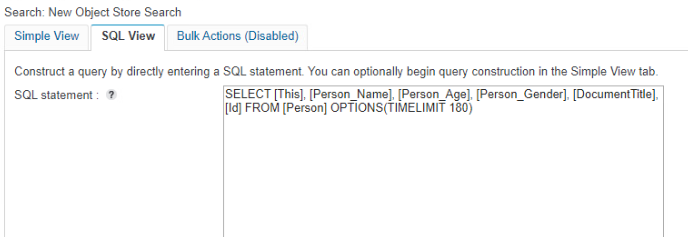 Search: New Object Store Search
Simple View SQL View Bulk Actions (Disabled)
Construct a query by directly entering a SQL statement. You can optionally begin query construction in the Simple View tab.
SQL statement : ? SELECT [This], [Person_Name], [Person_Age], [Person_Gender], [DocumentTitle],
[Id] FROM [Person] OPTIONS(TIMELIMIT 180)